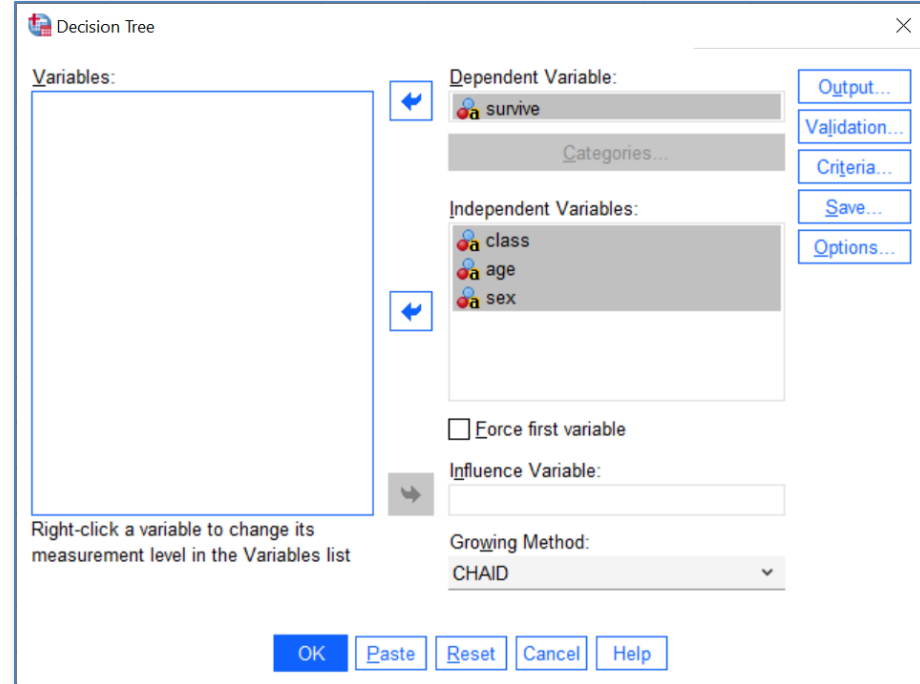 Decision Tree
Variables:
Dependent Variable:
survive
Categories...
Independent Variables:
class
age
sex
Force first variable
Influence Variable:
Growing Method:
CHAID
Right-click a variable to change its
measurement level in the Variables list
Output...
Validation...
Criteria...
Save...
Options...
OK
Paste
Reset
Cancel
Help